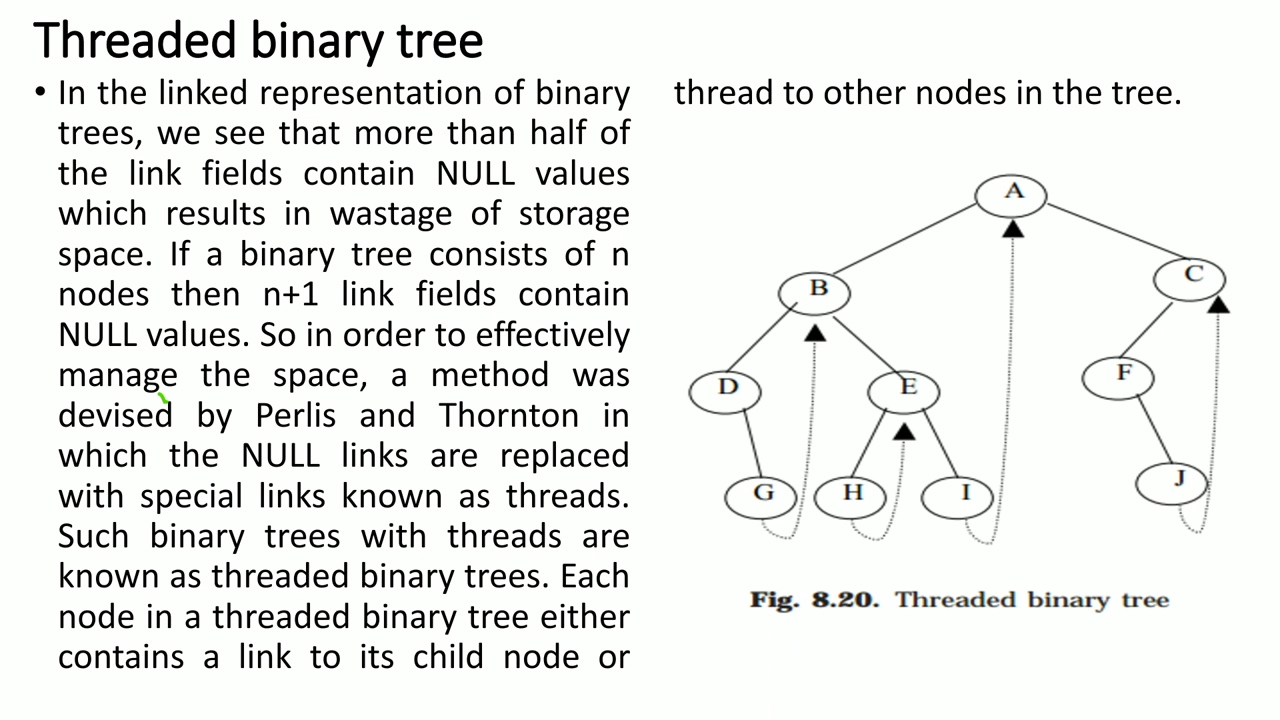 Threaded binary tree
• In the linked representation of binary
trees, we see that more than half of
the link fields contain NULL values
which results in wastage of storage
space. If a binary tree consists of n
nodes then n+1 link fields contain
NULL values. So in order to effectively
manage the space, a method was
devised by Perlis and Thornton in
which the NULL links are replaced
with special links known as threads.
Such binary trees with threads are
known as threaded binary trees. Each
node in a threaded binary tree either
contains a link to its child node or
thread to other nodes in the tree.
A
B
C
D
E
F
G
H
I
J
Fig. 8.20. Threaded binary tree